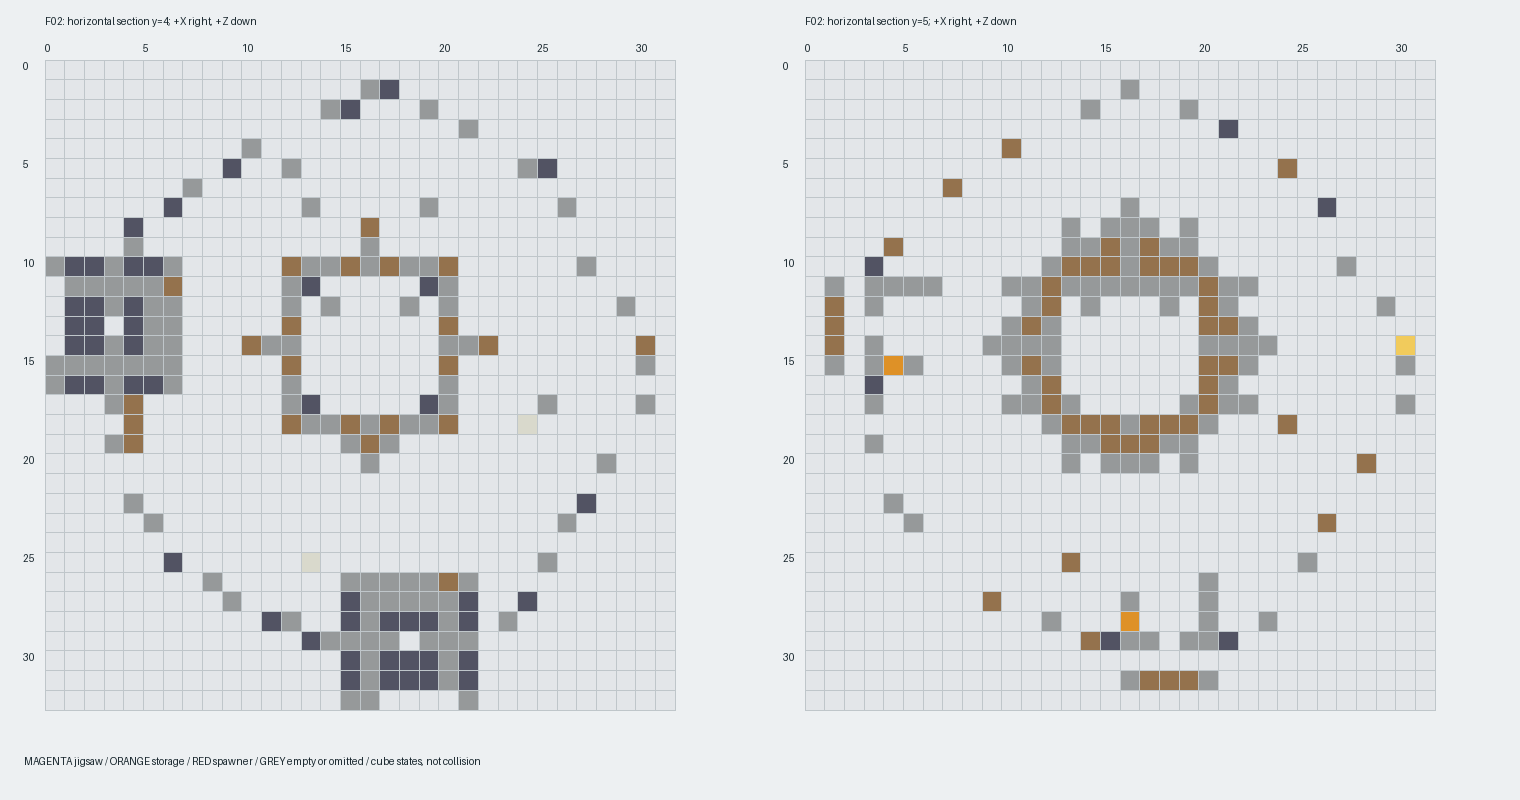 F02: horizontal section y=4; +X right, +Z down
0 5 10 15 20 25 30
0
5
10
15
20
25
30
F02: horizontal section y=5; +X right, +Z down
0 5 10 15 20 25 30
0
5
10
15
20
25
30
MAGENTA jigsaw / ORANGE storage / RED spawner / GREY empty or omitted / cube states, not collision